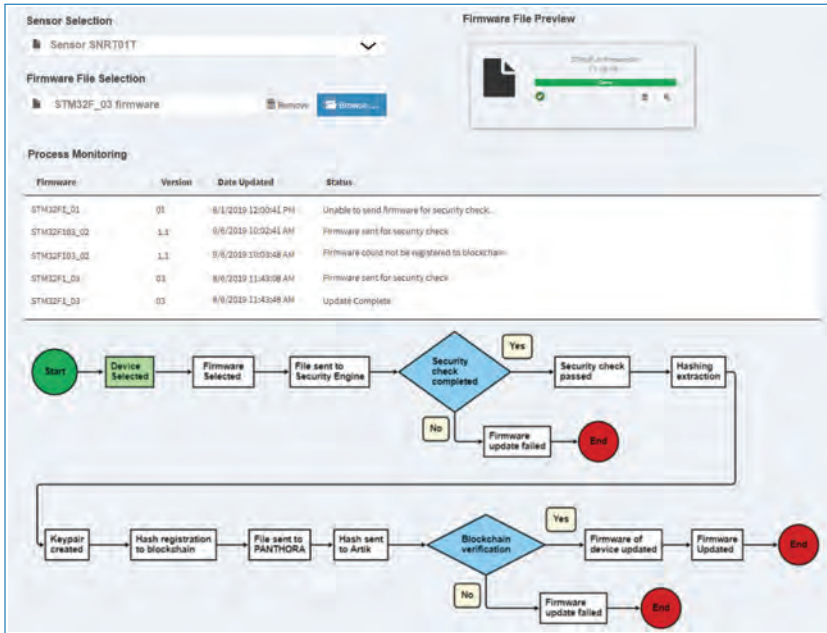 Sensor Selection
Firmware File Preview
Sensor SNRT01T
Firmware File Selection
STM32F_03 firmware
Remove
Browse ...
Process Monitoring
Firmware Version Date Updated Status
STM32F1_01 01 8/1/2019 12:00:41 PM Unable to send firmware for security check.
STM32F103_02 1.1 8/6/2019 10:02:41 AM Firmware sent for security check
STM32F103_02 1.1 8/6/2019 10:03:48 AM Firmware could not be registered to blockchain
STM32F1_03 03 8/6/2019 11:43:08 AM Firmware sent for security check
STM32F1_03 03 8/6/2019 11:43:48 AM Update Complete
Start
Device
Selected
Firmware
Selected
File sent to
Security Engine
Security
check
completed
Yes
Security check
passed
Hashing
extraction
No
Firmware
update failed
End
Keypair
created
Hash registration
to blockchain
File sent to
PANTHORA
Hash sent
to Artik
Blockchain
verification
Yes
Firmware of
device updated
Firmware
Updated
End
No
Firmware
update failed
End